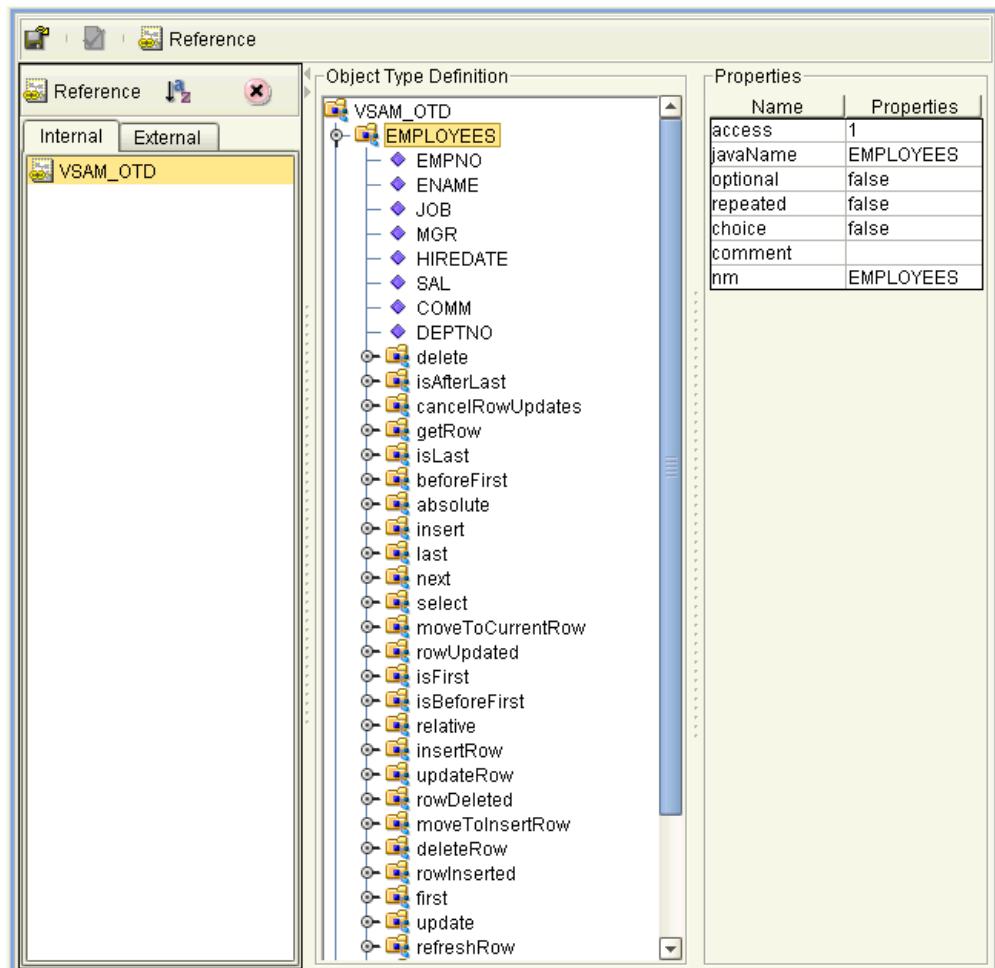 Reference
Reference
Internal External
VSAM_OTD
Object Type Definition
VSAM_OTD
EMPLOYEES
EMPNO
ENAME
JOB
MGR
HIREDATE
SAL
COMM
DEPTNO
delete
isAfterLast
cancelRowUpdates
getRow
isLast
beforeFirst
absolute
insert
last
next
select
moveToCurrentRow
rowUpdated
isFirst
isBeforeFirst
relative
insertRow
updateRow
rowDeleted
moveToInsertRow
deleteRow
rowInserted
first
update
refreshRow
Properties
Name Properties
access 1
javaName EMPLOYEES
optional false
repeated false
choice false
comment
nm EMPLOYEES